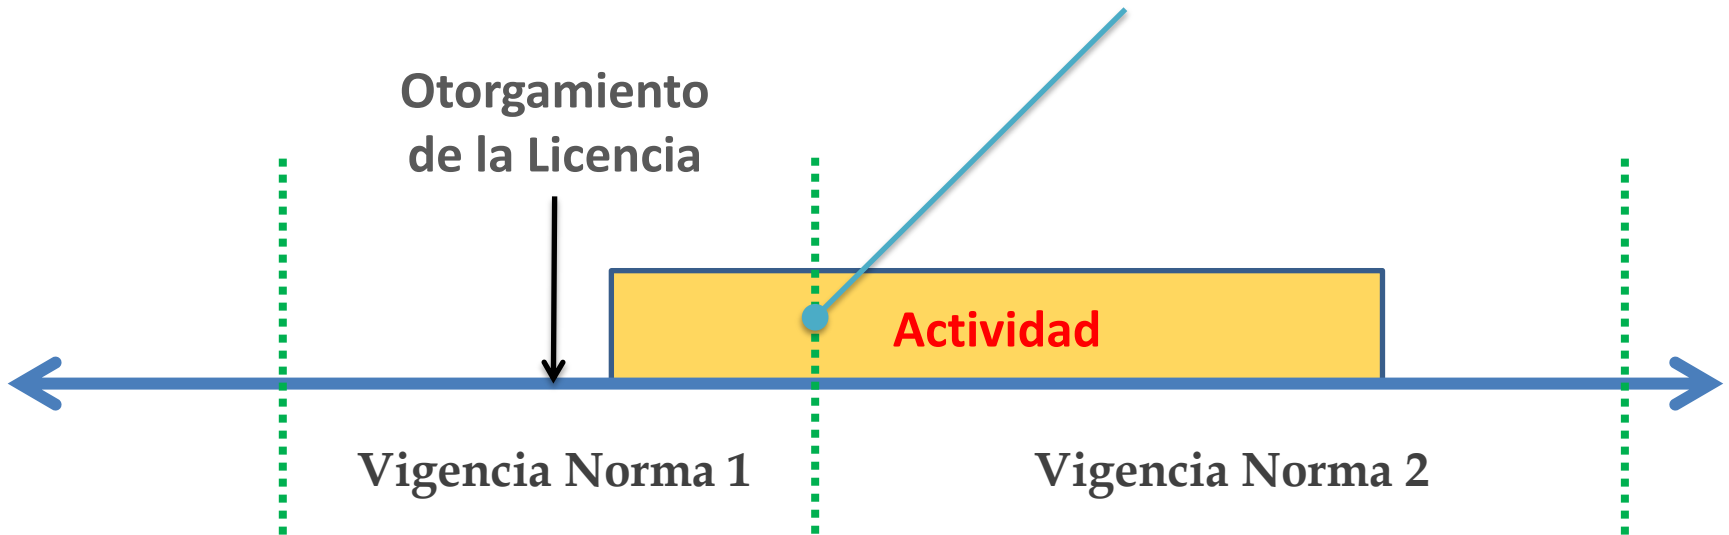 Otorgamiento
de la Licencia
Actividad
Vigencia Norma 1
Vigencia Norma 2